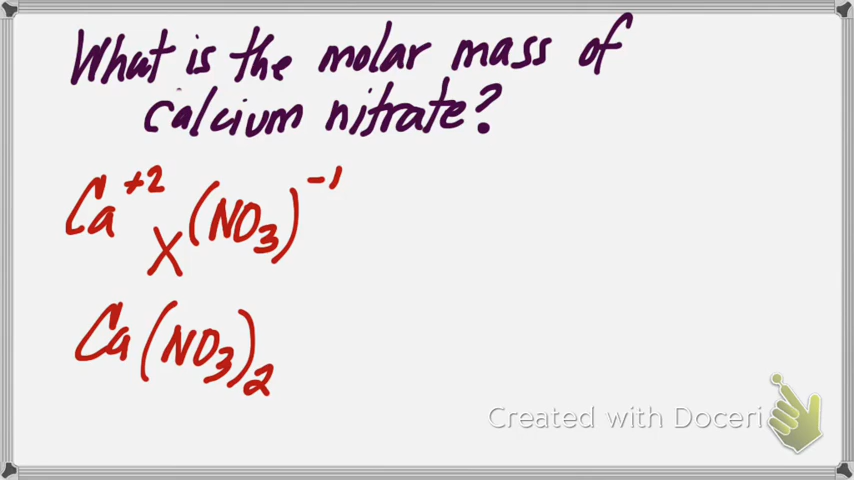 What is the molar mass of
calcium nitrate?
Ca⁺² (NO₃)⁻¹
X
Ca(NO₃)₂
Created with Doceri